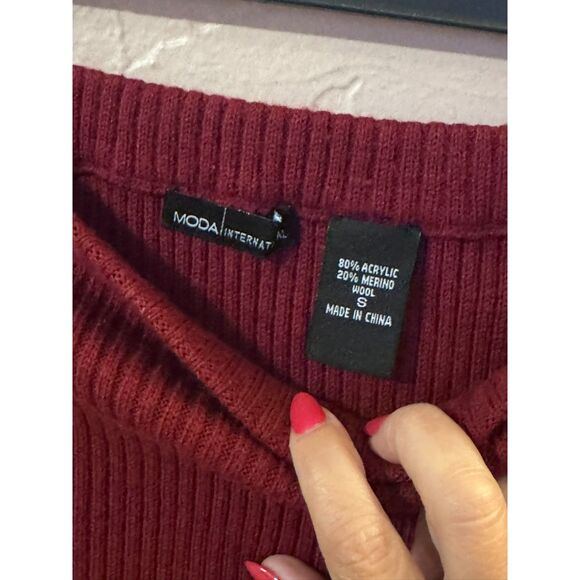 MODA INTERNAT
80% ACRYLIC
20% MERINO
WOOL
S
MADE IN CHINA